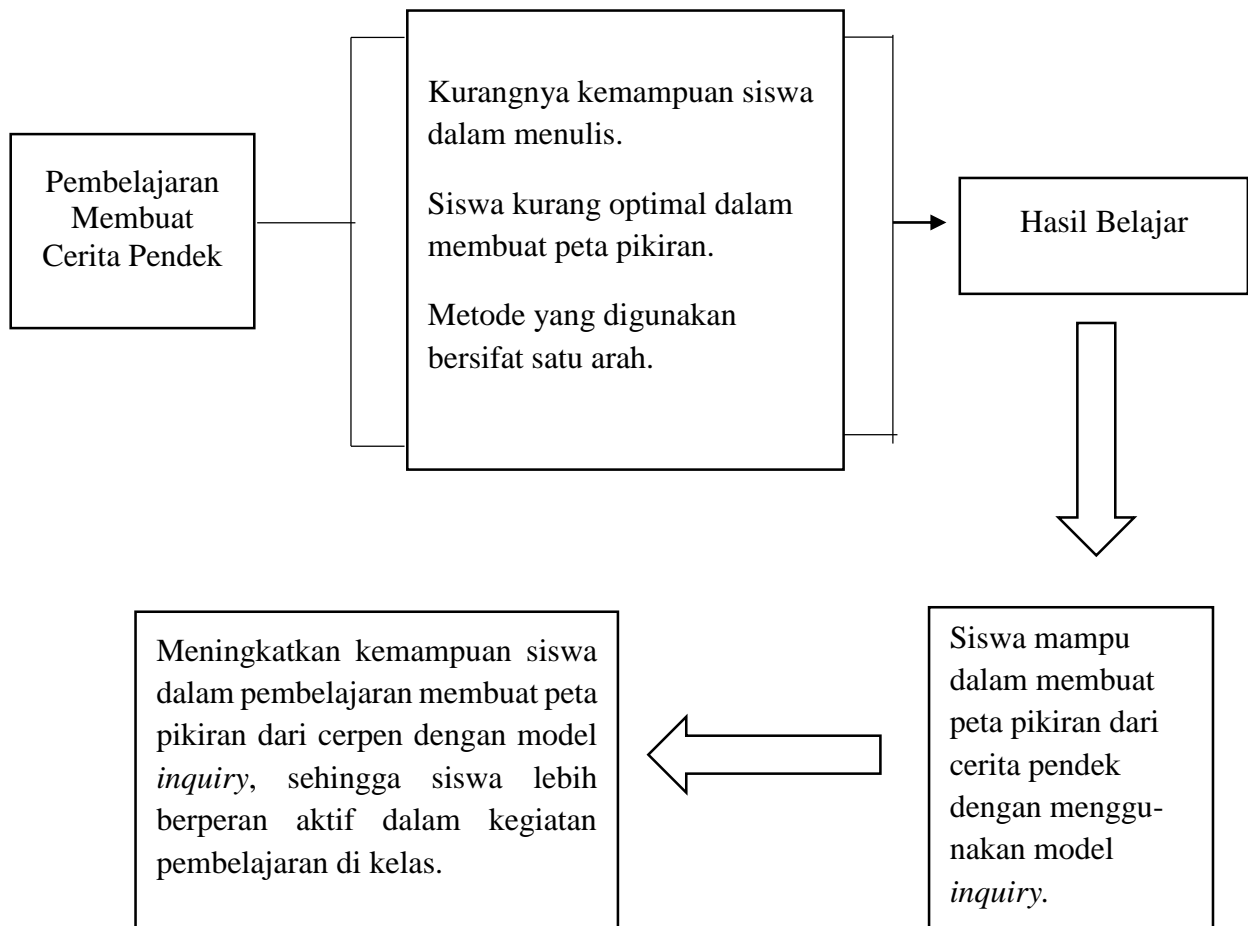 Pembelajaran
Membuat
Cerita Pendek
Kurangnya kemampuan siswa
dalam menulis.
Siswa kurang optimal dalam
membuat peta pikiran.
Metode yang digunakan
bersifat satu arah.
Hasil Belajar
Siswa mampu
dalam membuat
peta pikiran dari
cerita pendek
dengan menggu-
nakan model
inquiry.
Meningkatkan kemampuan siswa
dalam pembelajaran membuat peta
pikiran dari cerpen dengan model
inquiry, sehingga siswa lebih
berperan aktif dalam kegiatan
pembelajaran di kelas.